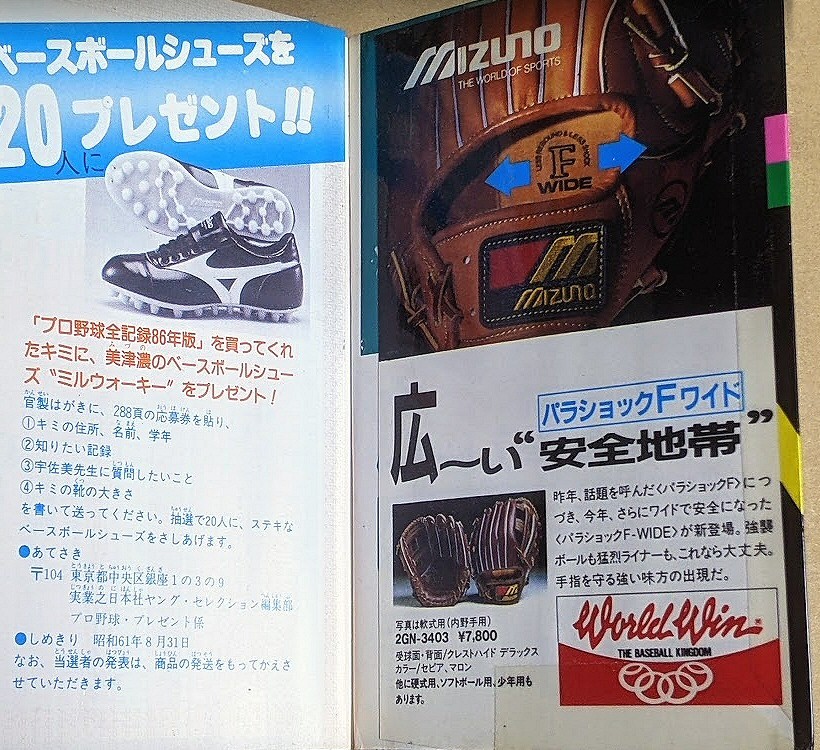 ベースボールシューズを
20人に プレゼント!!
「プロ野球全記録86年版」を買ってくれ
たキミに、美津濃のベースボールシュー
ズ〝ミルウォーキー〟をプレゼント！
官製はがきに、288頁の応募券を貼り、
①キミの住所、名前、学年
②知りたい記録
③宇佐美先生に質問したいこと
④キミの靴の大きさ
を書いて送ってください。抽選で20人に、ステキな
ベースボールシューズをさしあげます。
●あてさき
〒104 東京都中央区銀座1の3の9
実業之日本社ヤング・セレクション編集部
プロ野球・プレゼント係
●しめきり 昭和61年8月31日
なお、当選者の発表は、商品の発送をもってかえさ
せていただきます。
MIZUNO
THE WORLD OF SPORTS
LESS REBOUND & LESS SHOCK
F
WIDE
MIZUNO
パラショックFワイド
広〜い“安全地帯”
昨年、話題を呼んだ〈パラショックF〉につ
づき、今年、さらにワイドで安全になった
〈パラショックF-WIDE〉が新登場。強襲
ボールも猛烈ライナーも、これなら大丈夫。
手指を守る強い味方の出現だ。
写真は軟式用(内野手用)
2GN-3403 ¥7,800
受球面・背面/クレストハイド デラックス
カラー/セピア、マロン
他に硬式用、ソフトボール用、少年用も
あります。
World Win
THE BASEBALL KINGDOM